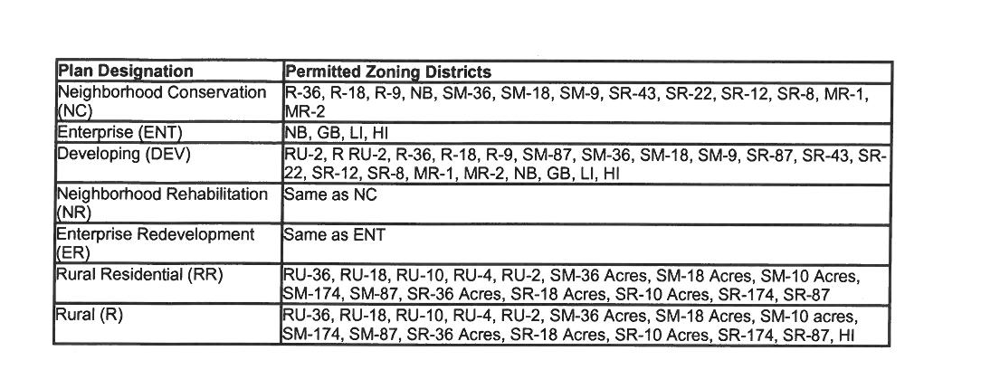 Plan Designation Permitted Zoning Districts
Neighborhood Conservation R-36, R-18, R-9, NB, SM-36, SM-18, SM-9, SR-43, SR-22, SR-12, SR-8, MR-1,
(NC) MR-2
Enterprise (ENT) NB, GB, LI, HI
Developing (DEV) RU-2, R RU-2, R-36, R-18, R-9, SM-87, SM-36, SM-18, SM-9, SR-87, SR-43, SR-
22, SR-12, SR-8, MR-1, MR-2, NB, GB, LI, HI
Neighborhood Rehabilitation Same as NC
(NR)
Enterprise Redevelopment Same as ENT
(ER)
Rural Residential (RR) RU-36, RU-18, RU-10, RU-4, RU-2, SM-36 Acres, SM-18 Acres, SM-10 Acres,
SM-174, SM-87, SR-36 Acres, SR-18 Acres, SR-10 Acres, SR-174, SR-87
Rural (R) RU-36, RU-18, RU-10, RU-4, RU-2, SM-36 Acres, SM-18 Acres, SM-10 acres,
SM-174, SM-87, SR-36 Acres, SR-18 Acres, SR-10 Acres, SR-174, SR-87, HI